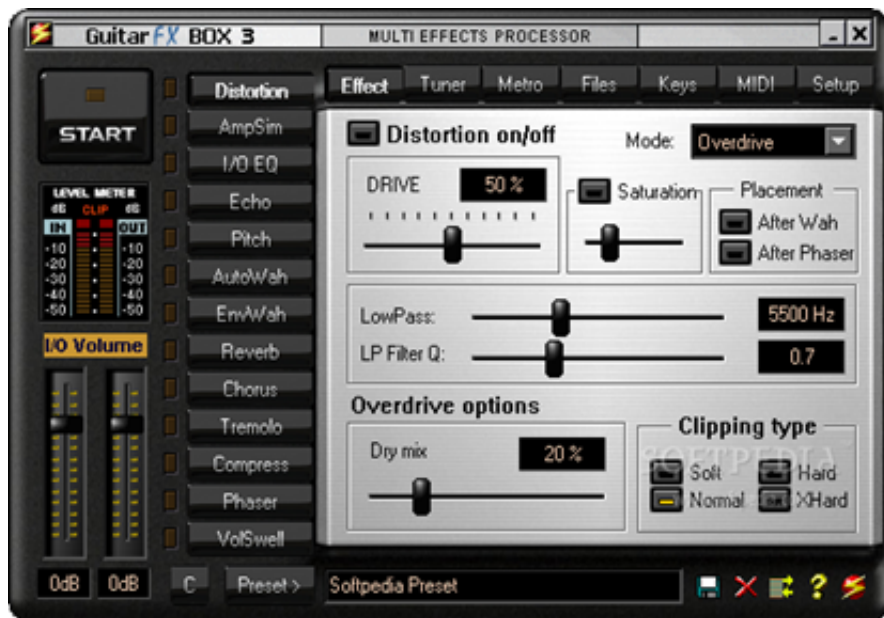 GuitarFX BOX 3
MULTI EFFECTS PROCESSOR
START
LEVEL METER
dB CLIP dB
IN OUT
-10 -10
-20 -20
-30 -30
-40 -40
-50 -50
I/O Volume
0dB 0dB
Distortion
AmpSim
I/O EQ
Echo
Pitch
AutoWah
EnvWah
Reverb
Chorus
Tremolo
Compress
Phaser
VolSwell
C Preset >
Effect Tuner Metro Files Keys MIDI Setup
Distortion on/off
Mode: Overdrive
DRIVE 50 %
Saturation
Placement
After Wah
After Phaser
LowPass: 5500 Hz
LP Filter Q: 0.7
Overdrive options
Dry mix 20 %
Clipping type
SOFTPEDIA
Soft Hard
Normal XHard
Softpedia Preset
?